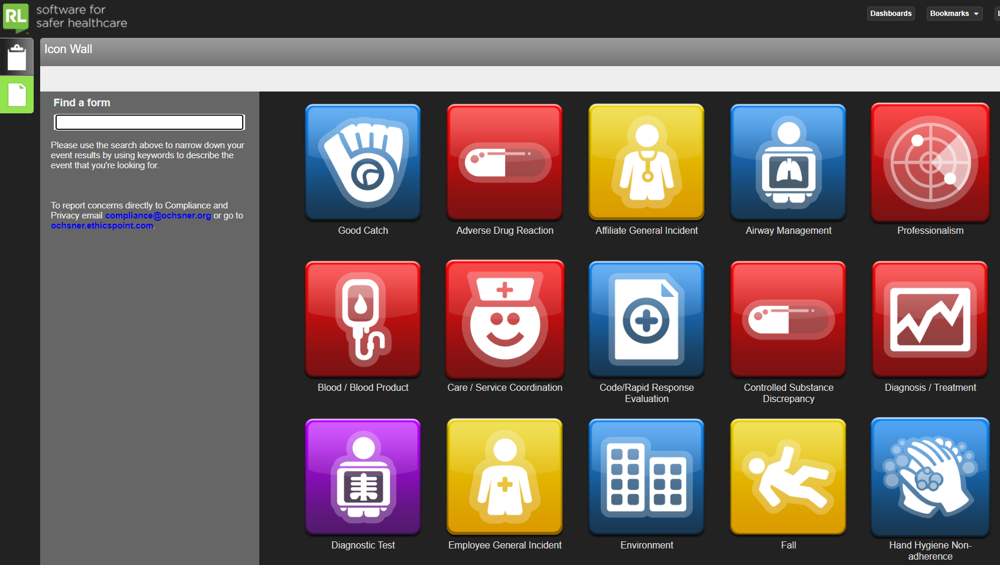 RL software for
safer healthcare
Dashboards
Bookmarks
Icon Wall
Find a form
Please use the search above to narrow down your
event results by using keywords to describe the
event that you're looking for.
To report concerns directly to Compliance and
Privacy email compliance@ochsner.org or go to
ochsner.ethicspoint.com.
Good Catch
Adverse Drug Reaction
Affiliate General Incident
Airway Management
Professionalism
Blood / Blood Product
Care / Service Coordination
Code/Rapid Response
Evaluation
Controlled Substance
Discrepancy
Diagnosis / Treatment
Diagnostic Test
Employee General Incident
Environment
Fall
Hand Hygiene Non-
adherence